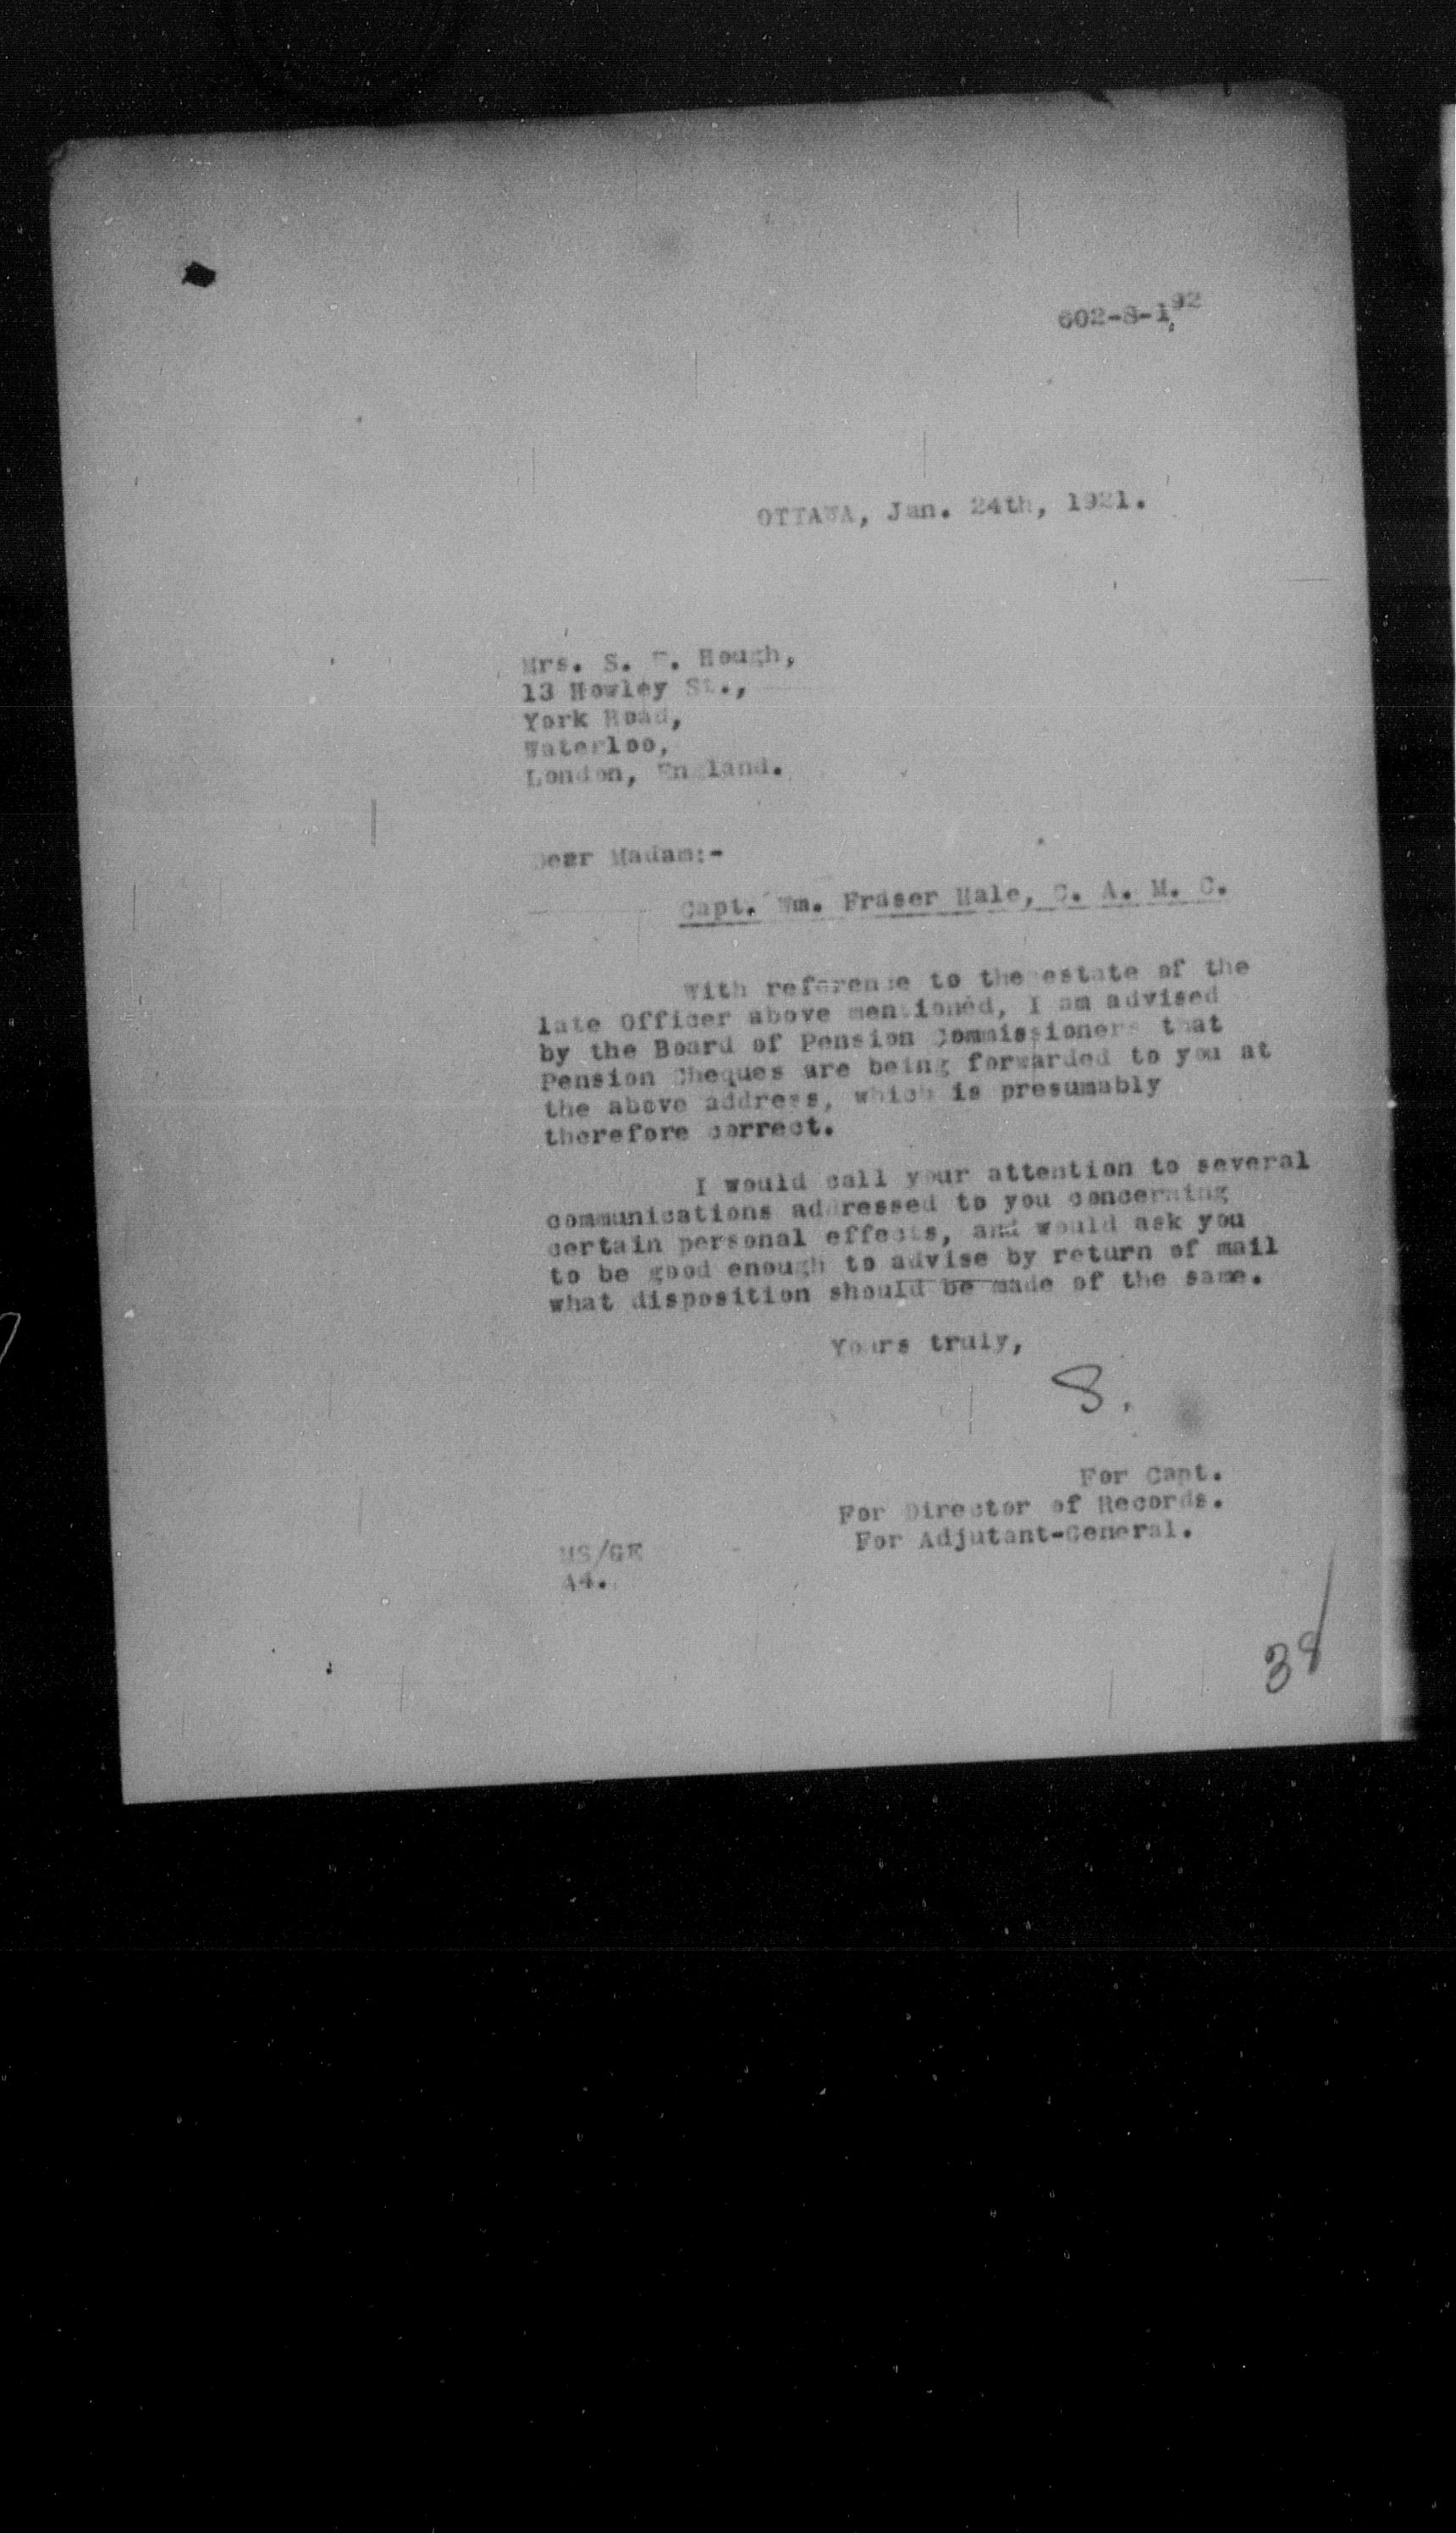 602-8-192
OTTAWA, Jan. 24th, 1921.
Mrs. S. Hough,
13 Howley St.,
York Road,
Waterloo,
London, England.
Dear Madam:-
Capt. Wm. Fraser Hale, C. A. M. C.
With reference to the estate of the
late Officer above mentioned, I am advised
by the Board of Pension Commissioners that
Pension Cheques are being forwarded to you at
the above address, which is presumably
therefore correct.
I would call your attention to several
communications addressed to you concerning
certain personal effects, and would ask you
to be good enough to advise by return of mail
what disposition should be made of the same.
Yours truly,
S.
For Capt.
For Director of Records.
For Adjutant-General.
MS/GE
A4.
38